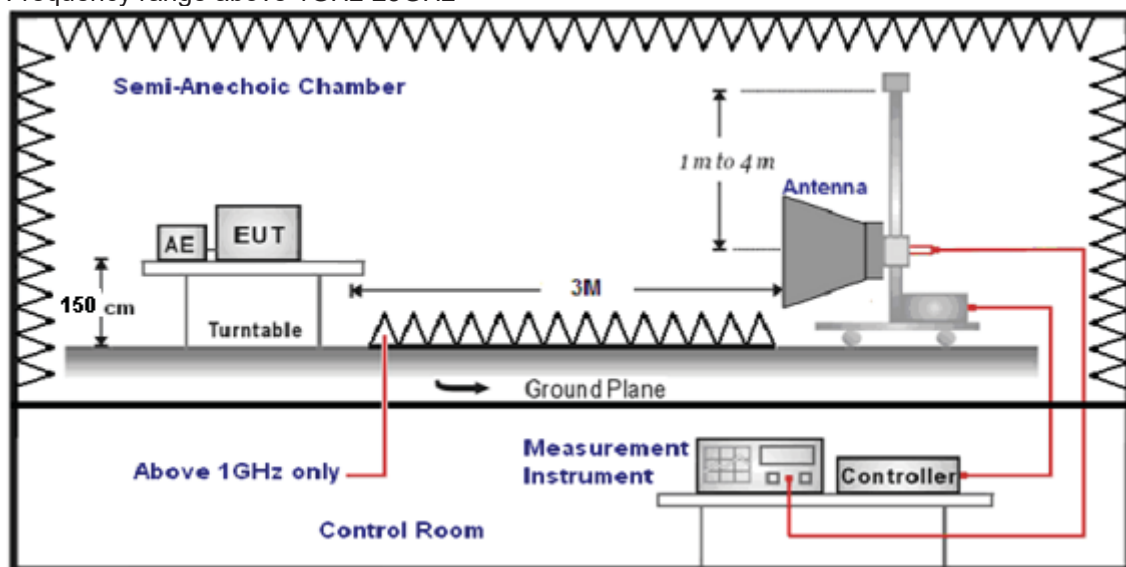 Semi-Anechoic Chamber
1 m to 4 m
Antenna
AE
EUT
150 cm
3M
Turntable
Ground Plane
Above 1GHz only
Measurement
Instrument
Controller
Control Room